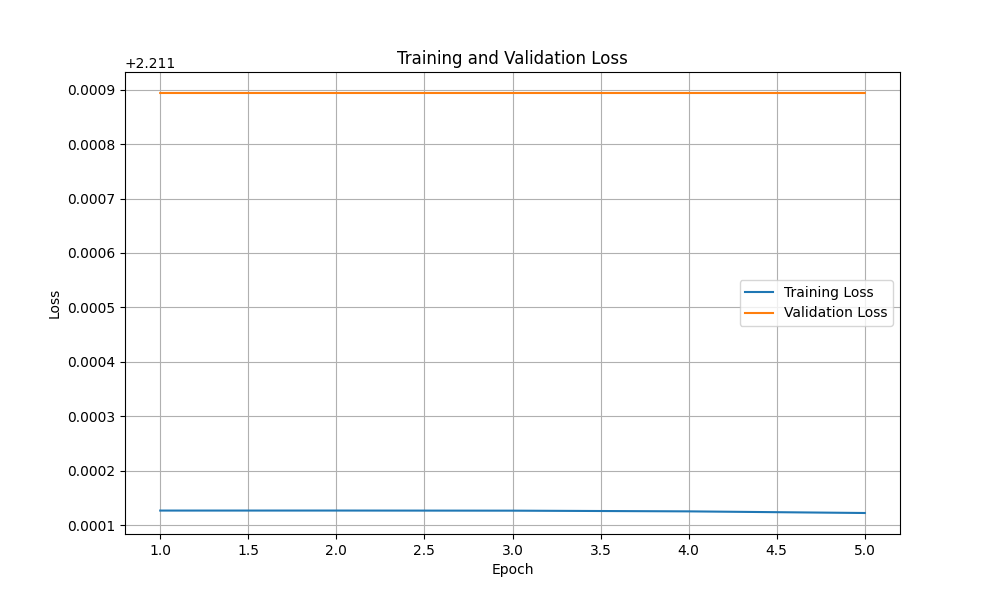 Training and Validation Loss
+2.211
0.0009
0.0008
0.0007
0.0006
0.0005
0.0004
0.0003
0.0002
0.0001
Loss
Training Loss
Validation Loss
1.0 1.5 2.0 2.5 3.0 3.5 4.0 4.5 5.0
Epoch